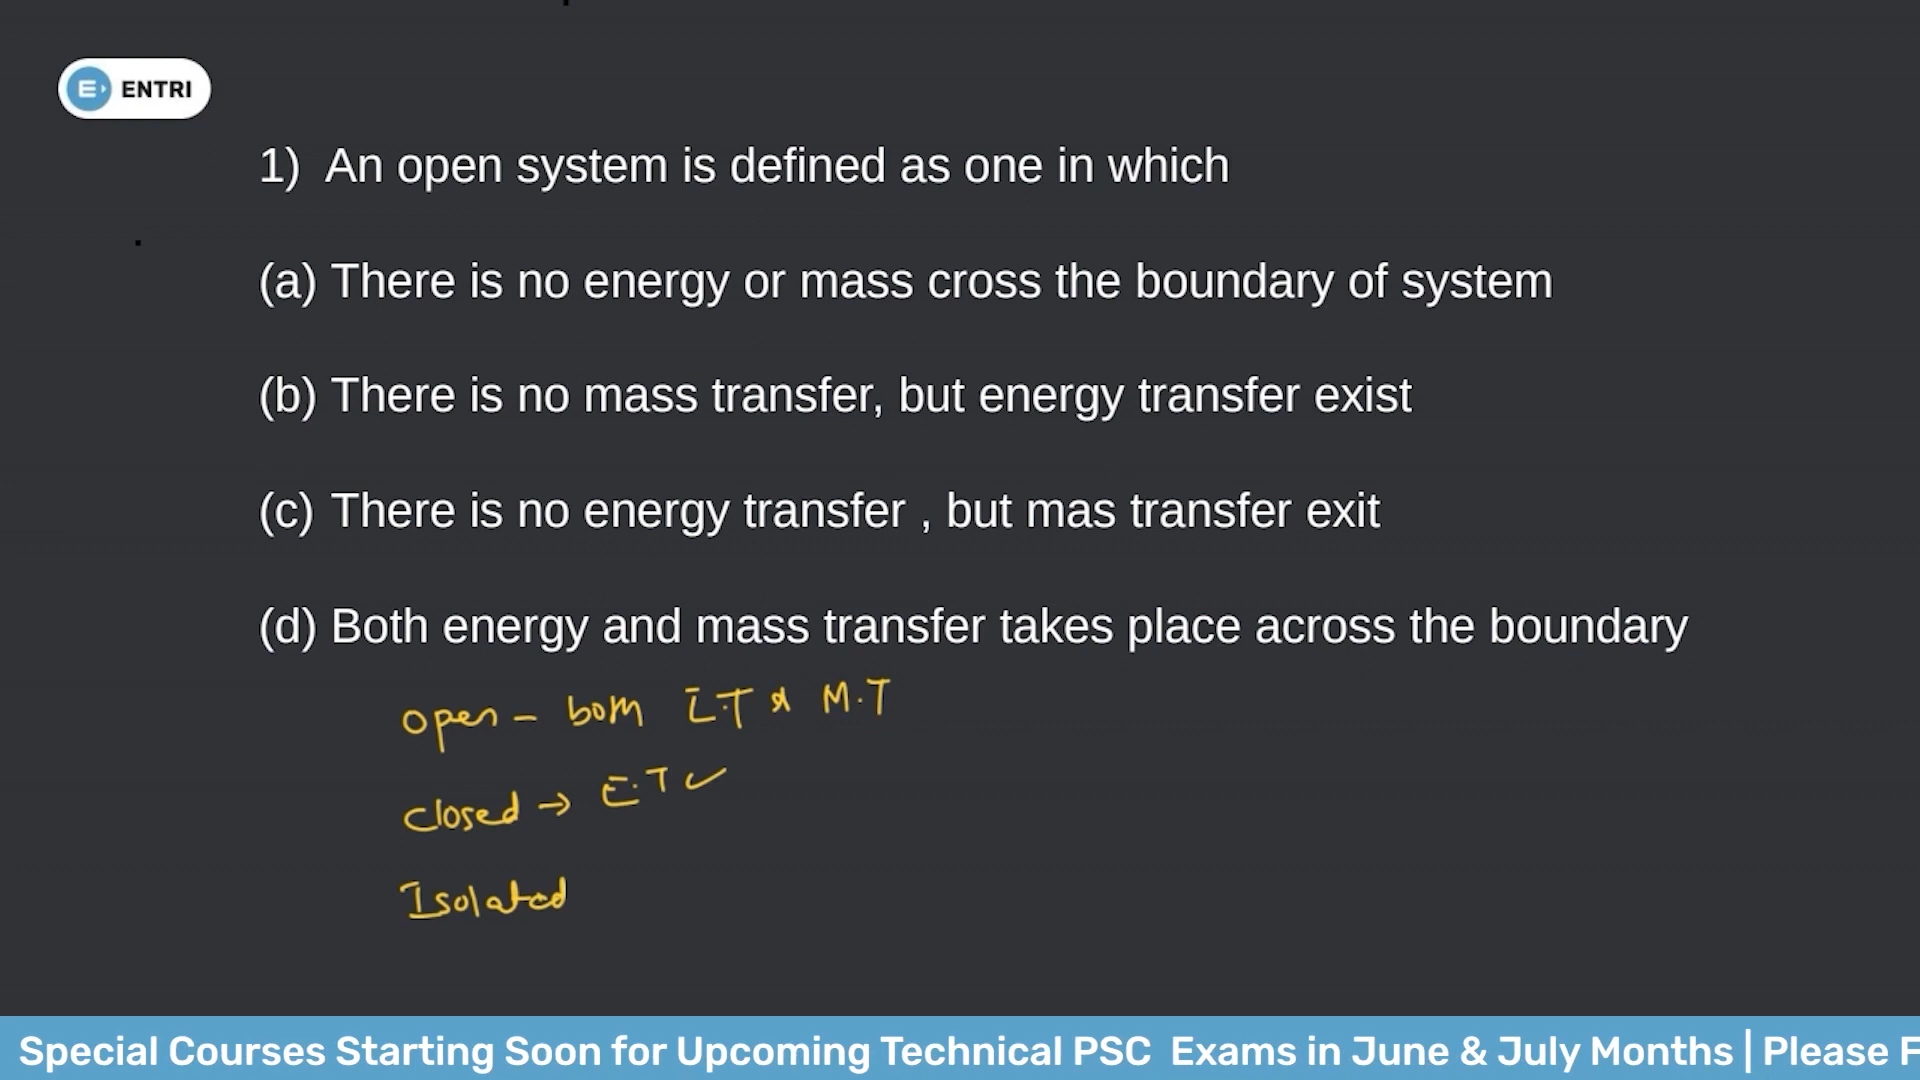 ENTRI
1) An open system is defined as one in which
(a) There is no energy or mass cross the boundary of system
(b) There is no mass transfer, but energy transfer exist
(c) There is no energy transfer , but mas transfer exit
(d) Both energy and mass transfer takes place across the boundary
open - both E.T & M.T
closed → E.T ✓
Isolated
Special Courses Starting Soon for Upcoming Technical PSC Exams in June & July Months | Please F